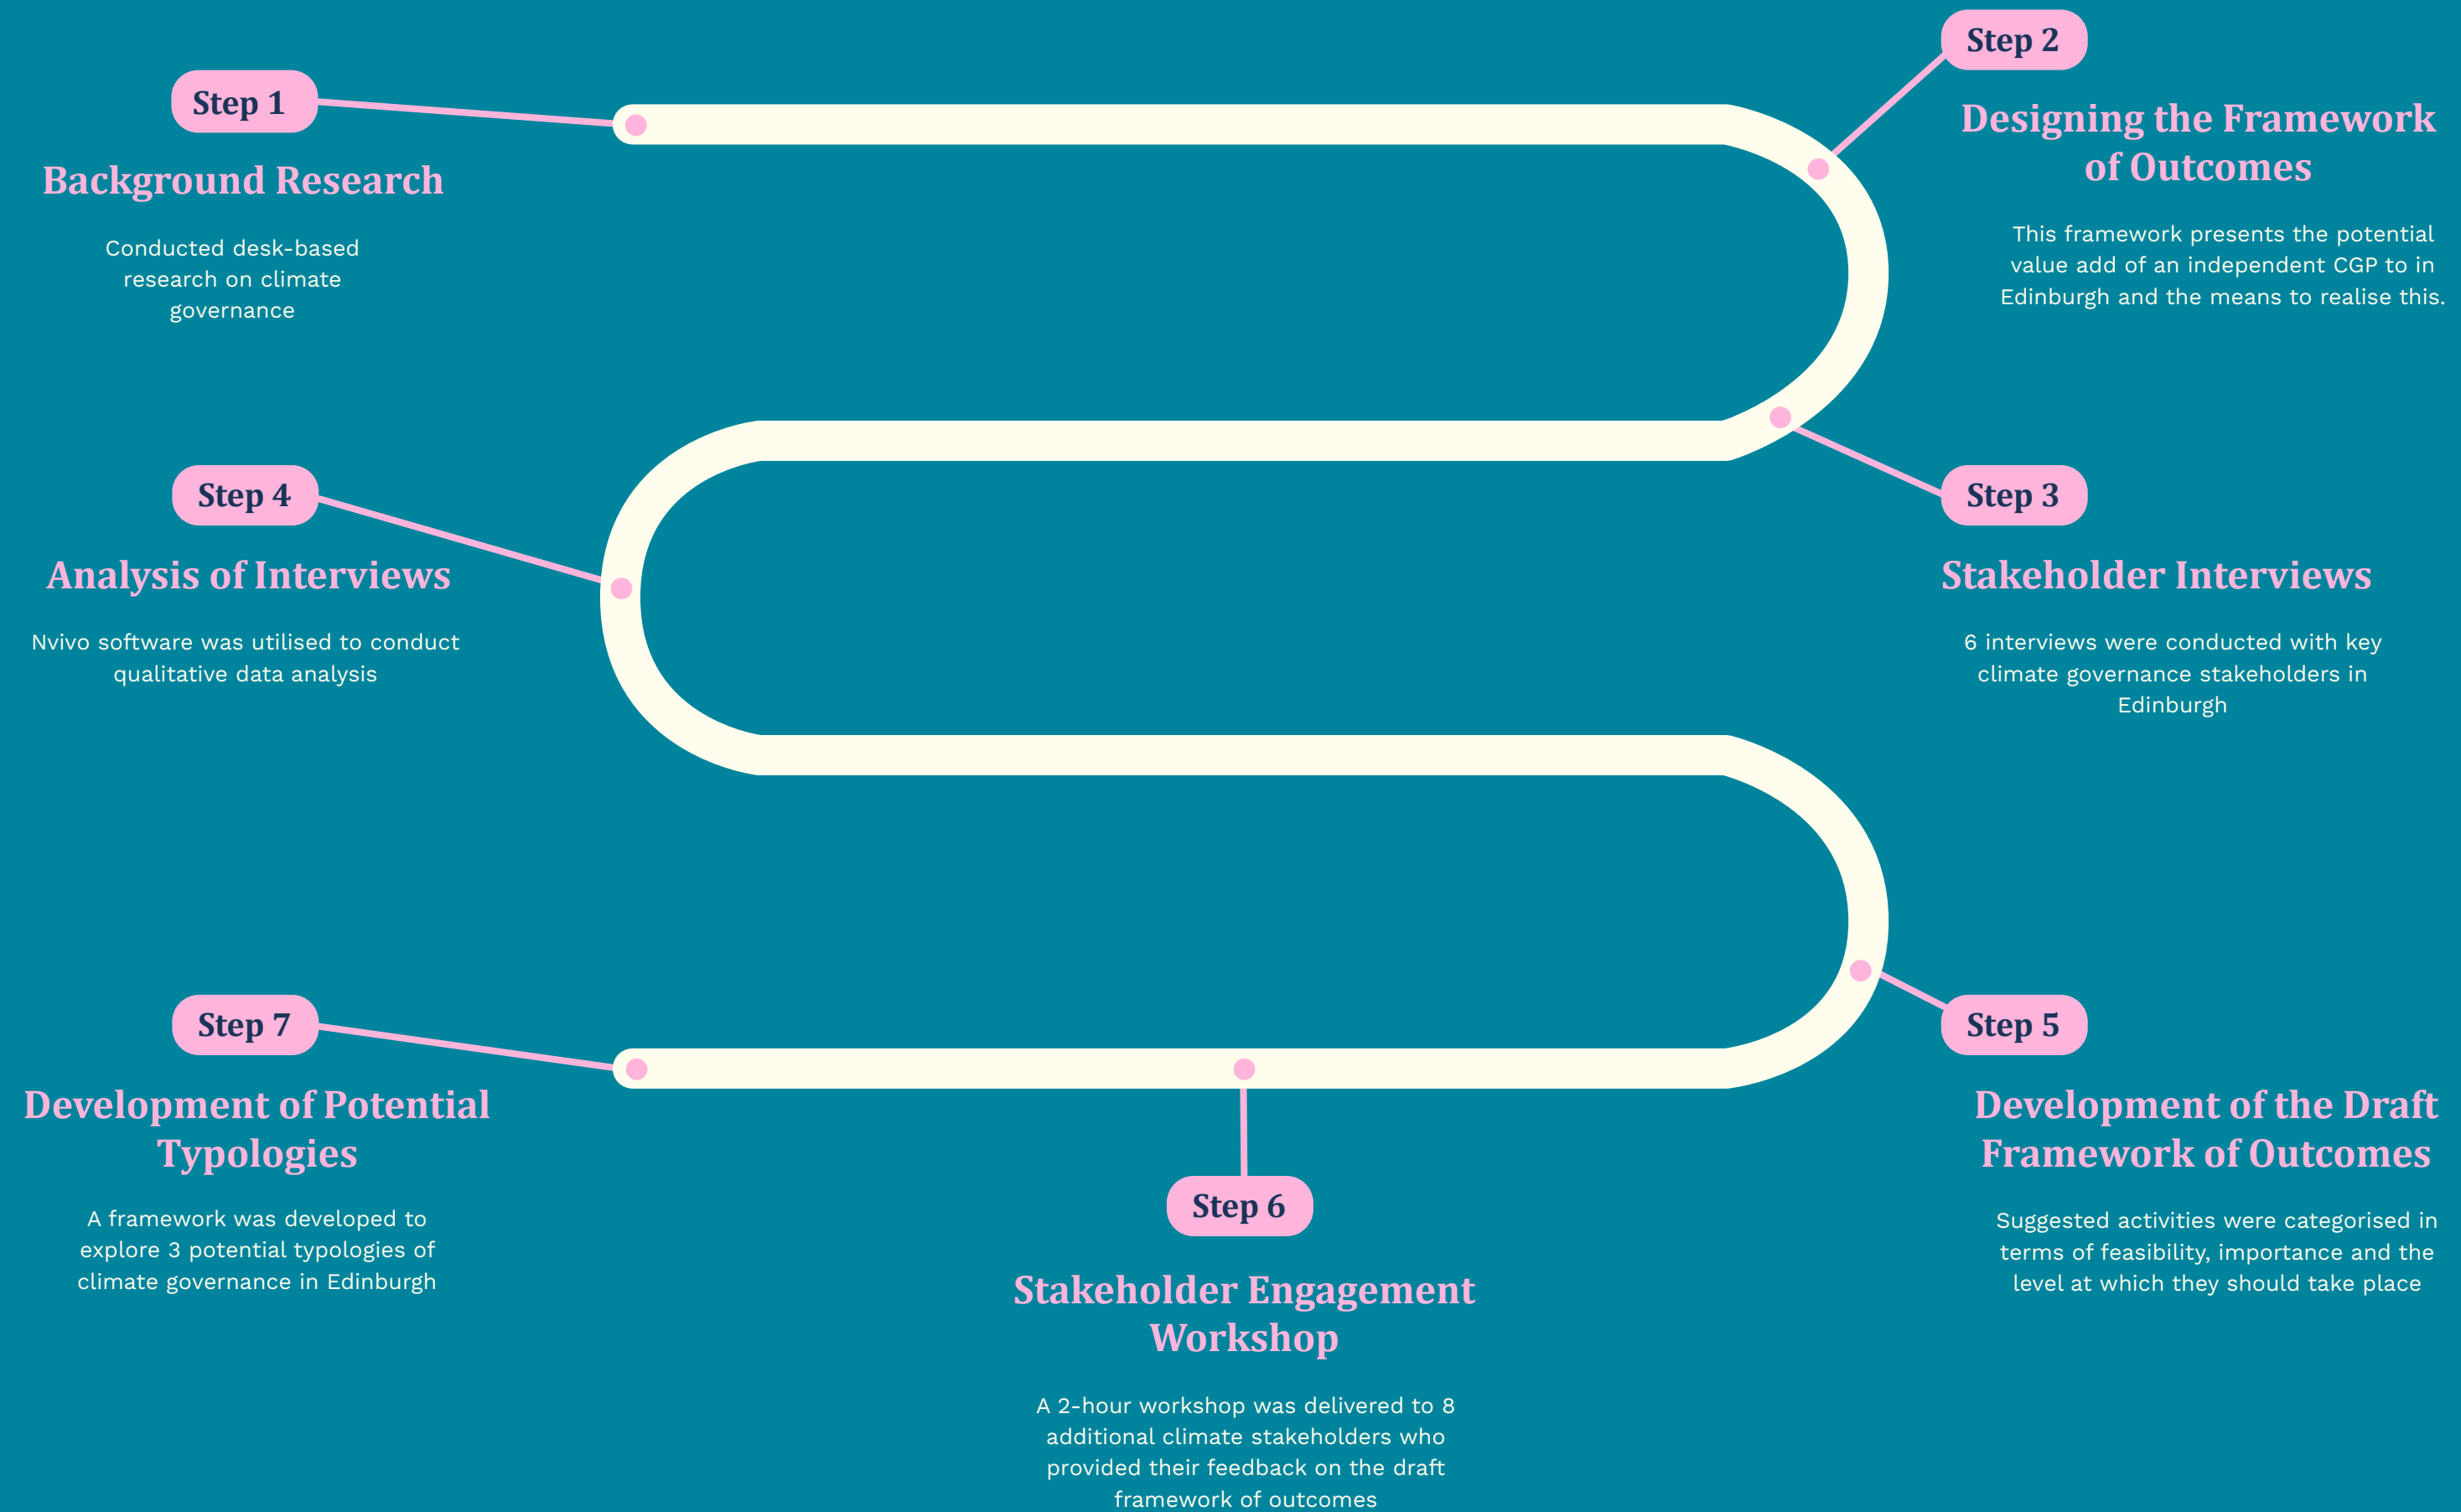 Step 1
Background Research
Conducted desk-based
research on climate
governance
Step 2
Designing the Framework
of Outcomes
This framework presents the potential
value add of an independent CGP to in
Edinburgh and the means to realise this.
Step 3
Stakeholder Interviews
6 interviews were conducted with key
climate governance stakeholders in
Edinburgh
Step 4
Analysis of Interviews
Nvivo software was utilised to conduct
qualitative data analysis
Step 5
Development of the Draft
Framework of Outcomes
Suggested activities were categorised in
terms of feasibility, importance and the
level at which they should take place
Step 6
Stakeholder Engagement
Workshop
A 2-hour workshop was delivered to 8
additional climate stakeholders who
provided their feedback on the draft
framework of outcomes
Step 7
Development of Potential
Typologies
A framework was developed to
explore 3 potential typologies of
climate governance in Edinburgh